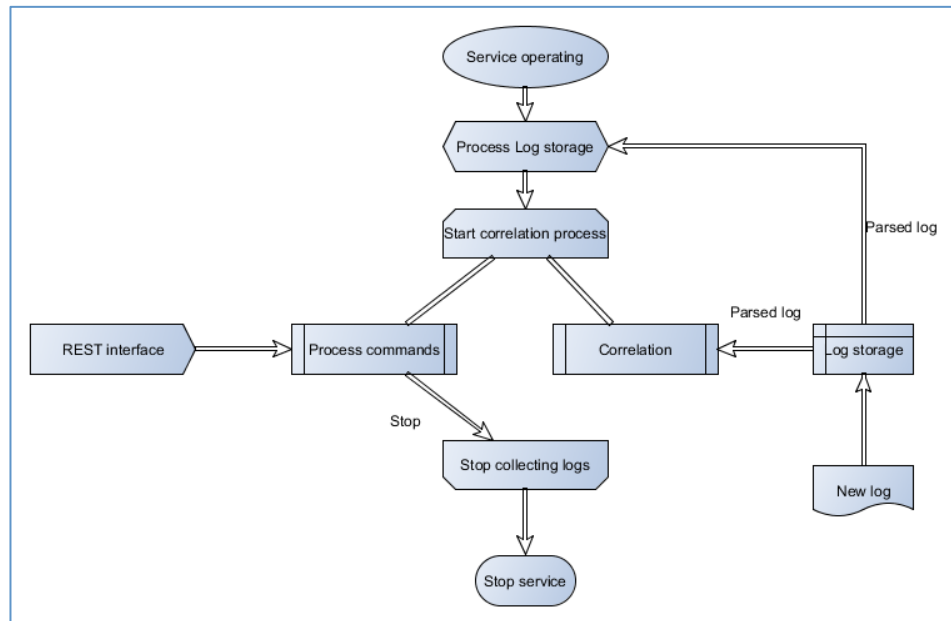 Service operating
Process Log storage
Parsed log
Start correlation process
Parsed log
REST interface
Process commands
Correlation
Log storage
Stop
Stop collecting logs
New log
Stop service